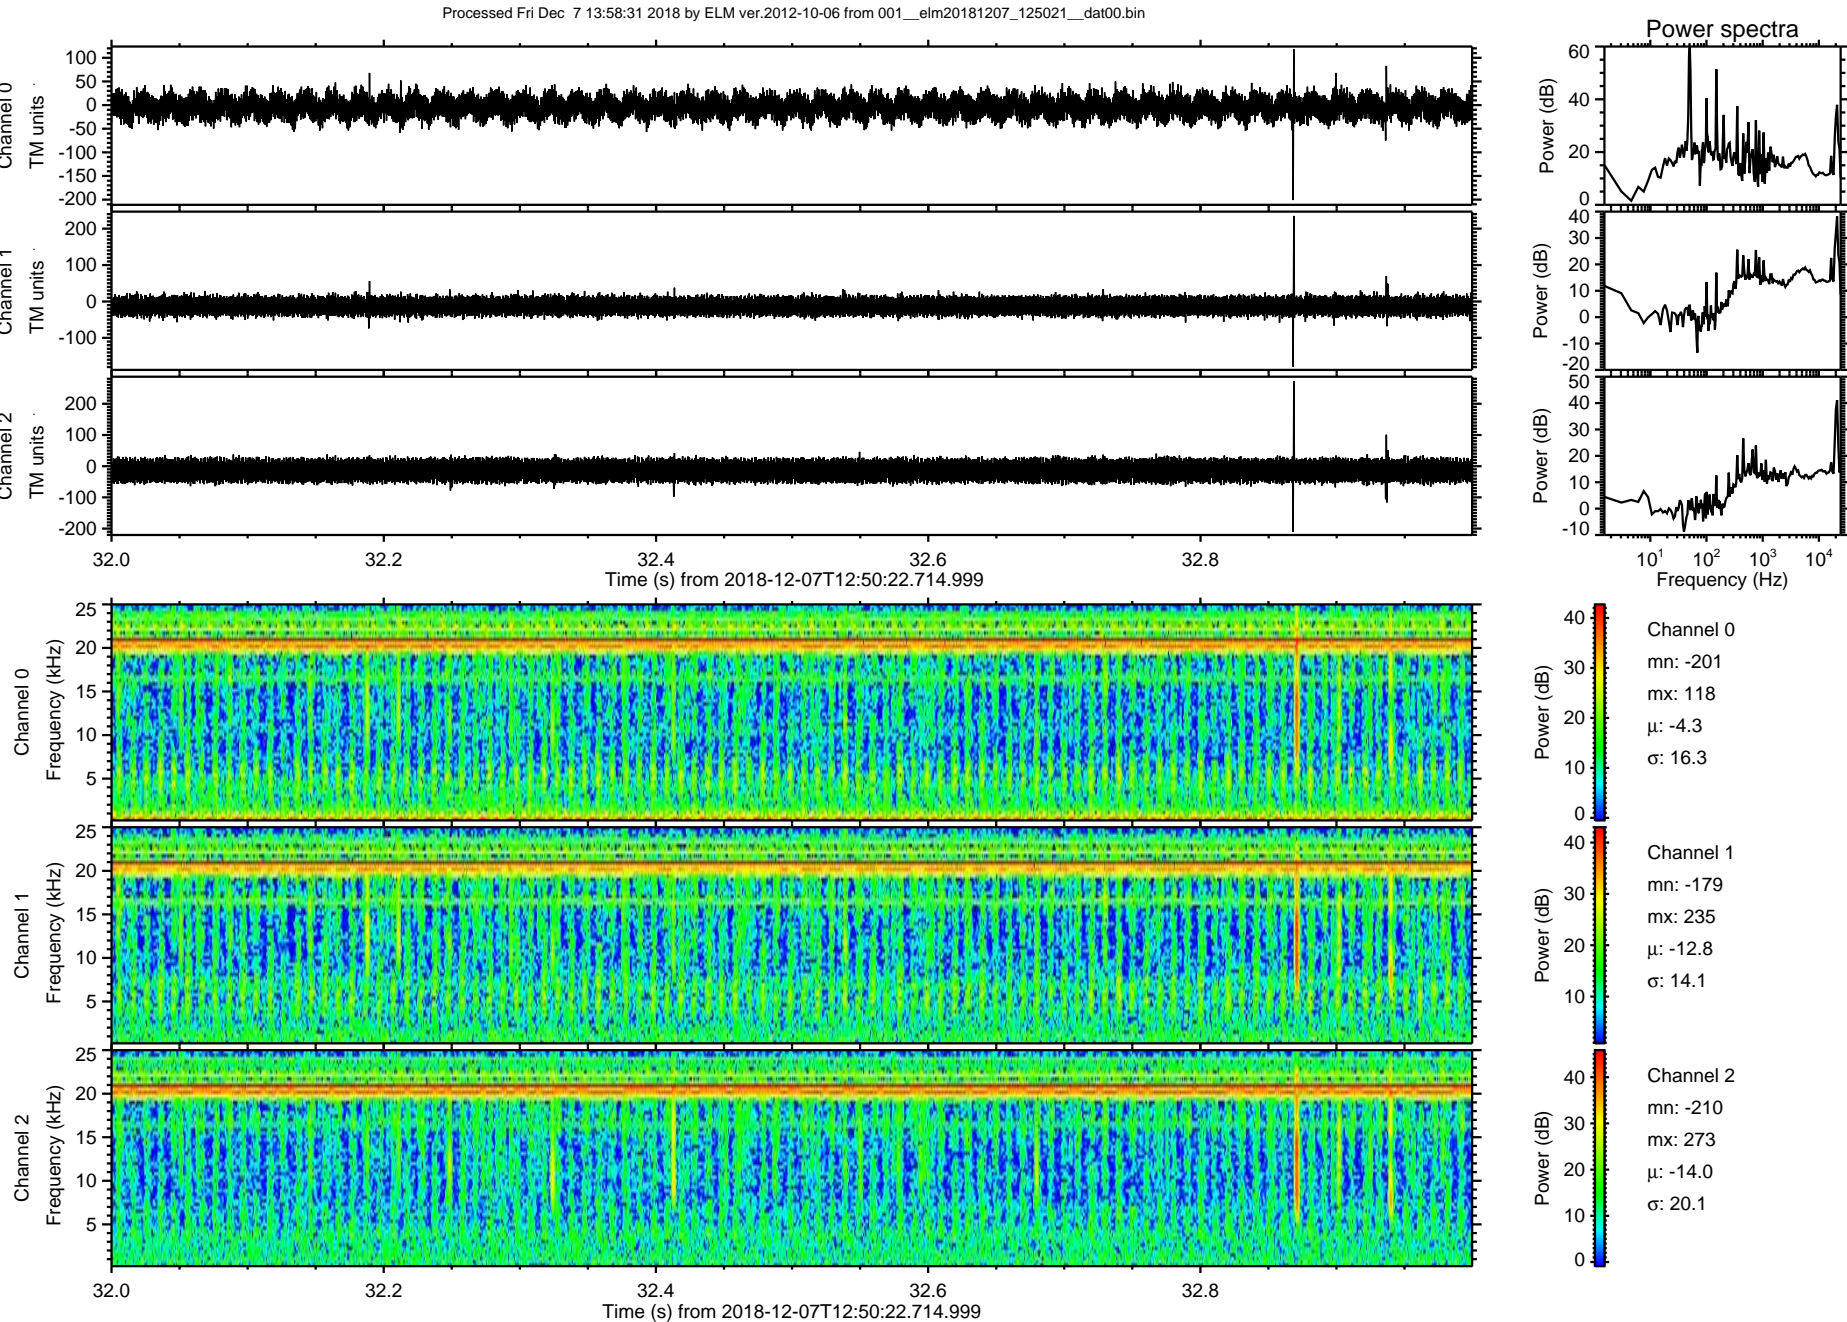 Processed Fri Dec  7 13:58:31 2018 by ELM ver.2012-10-06 from 001__elm20181207_125021__dat00.bin
Power spectra
Channel 0
TM units
100
50
0
-50
-100
-150
-200
Power (dB)
60
40
20
0
Channel 1
TM units
200
100
0
-100
Power (dB)
40
30
20
10
0
-10
-20
Channel 2
TM units
200
100
0
-100
-200
Power (dB)
50
40
30
20
10
0
-10
32.0 32.2 32.4 32.6 32.8
Time (s) from 2018-12-07T12:50:22.714.999
10¹ 10² 10³ 10⁴
Frequency (Hz)
Channel 0
Frequency (kHz)
25
20
15
10
5
Power (dB)
40
30
20
10
0
Channel 0
mn: -201
mx: 118
μ: -4.3
σ: 16.3
Channel 1
Frequency (kHz)
25
20
15
10
5
Power (dB)
40
30
20
10
Channel 1
mn: -179
mx: 235
μ: -12.8
σ: 14.1
Channel 2
Frequency (kHz)
25
20
15
10
5
Power (dB)
40
30
20
10
0
Channel 2
mn: -210
mx: 273
μ: -14.0
σ: 20.1
32.0 32.2 32.4 32.6 32.8
Time (s) from 2018-12-07T12:50:22.714.999